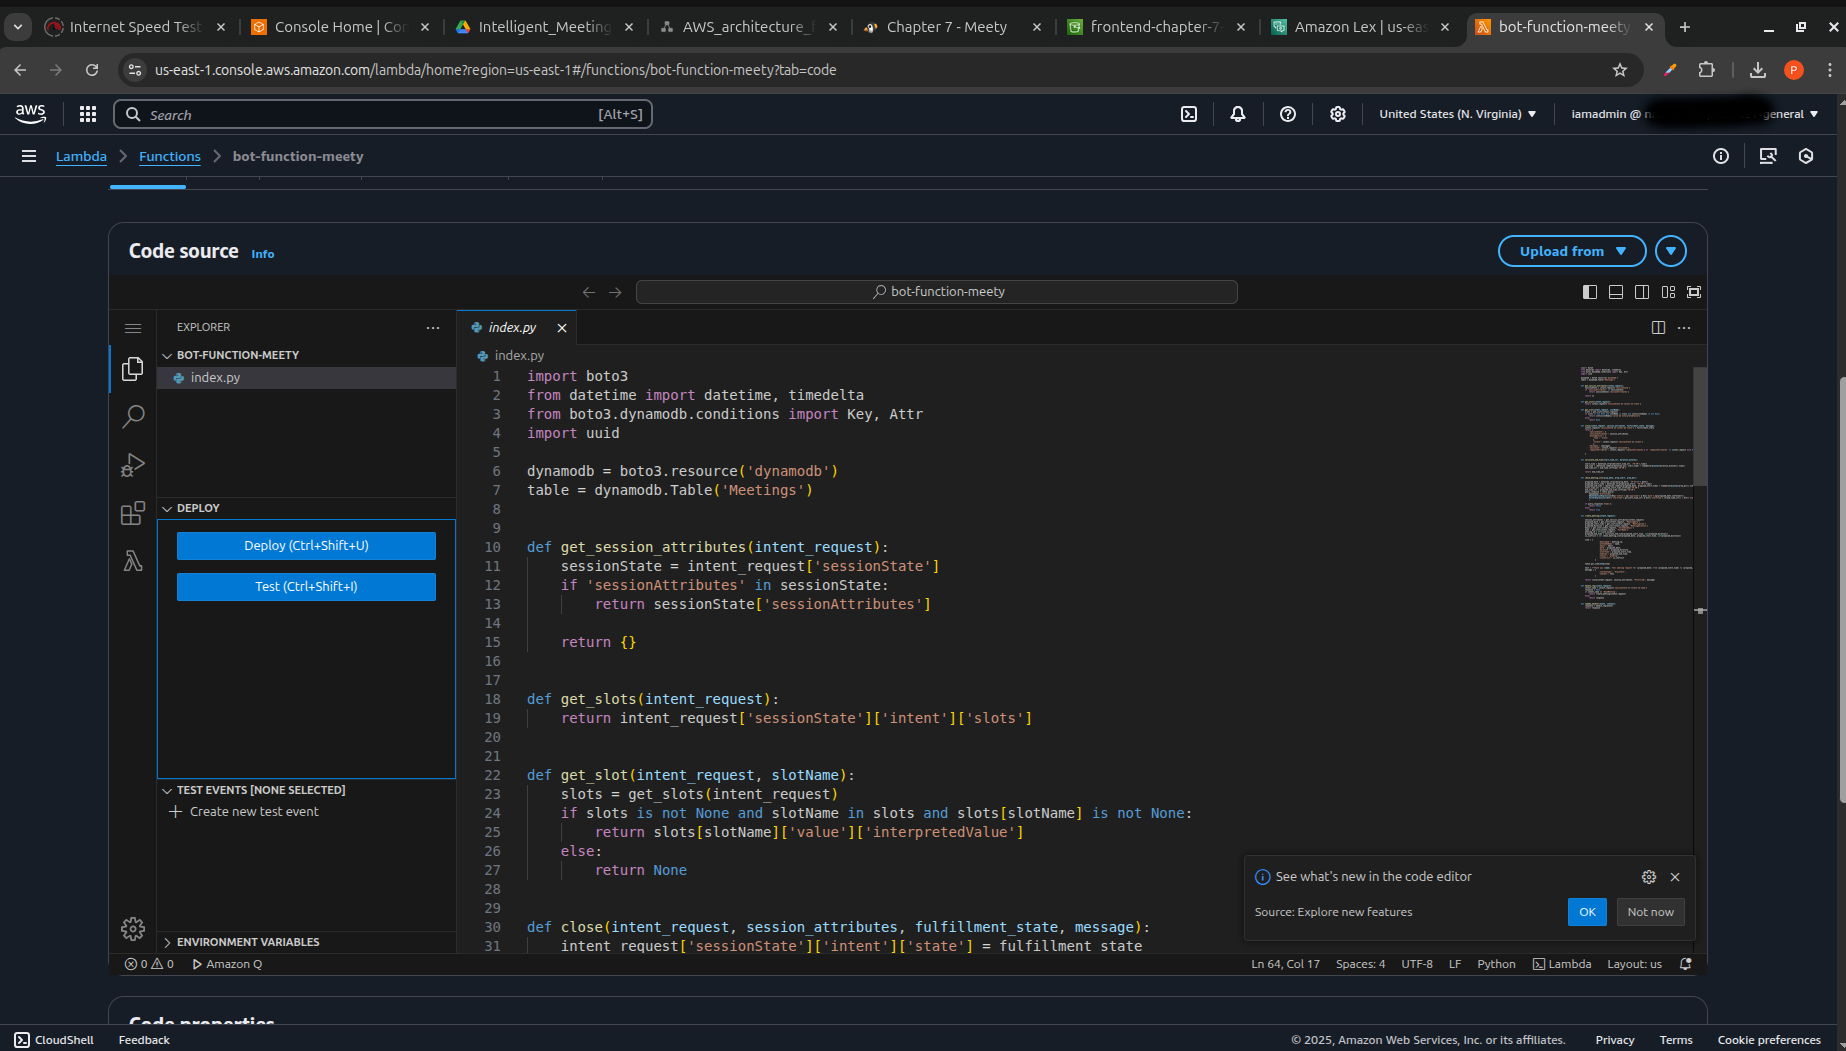 Internet Speed Test
Console Home | Con
Intelligent_Meeting
AWS_architecture_f
Chapter 7 - Meety
frontend-chapter-7-
Amazon Lex | us-eas
bot-function-meety
us-east-1.console.aws.amazon.com/lambda/home?region=us-east-1#/functions/bot-function-meety?tab=code
P
aws
Search
[Alt+S]
United States (N. Virginia)
iamadmin @ general
Lambda
Functions
bot-function-meety
Code source
Info
Upload from
bot-function-meety
EXPLORER
BOT-FUNCTION-MEETY
index.py
DEPLOY
Deploy (Ctrl+Shift+U)
Test (Ctrl+Shift+I)
TEST EVENTS [NONE SELECTED]
Create new test event
ENVIRONMENT VARIABLES
index.py
index.py
1 import boto3
2 from datetime import datetime, timedelta
3 from boto3.dynamodb.conditions import Key, Attr
4 import uuid
5
6 dynamodb = boto3.resource('dynamodb')
7 table = dynamodb.Table('Meetings')
8
9
10 def get_session_attributes(intent_request):
11 sessionState = intent_request['sessionState']
12 if 'sessionAttributes' in sessionState:
13 return sessionState['sessionAttributes']
14
15 return {}
16
17
18 def get_slots(intent_request):
19 return intent_request['sessionState']['intent']['slots']
20
21
22 def get_slot(intent_request, slotName):
23 slots = get_slots(intent_request)
24 if slots is not None and slotName in slots and slots[slotName] is not None:
25 return slots[slotName]['value']['interpretedValue']
26 else:
27 return None
28
29
30 def close(intent_request, session_attributes, fulfillment_state, message):
31 intent_request['sessionState']['intent']['state'] = fulfillment_state
See what's new in the code editor
Source: Explore new features
OK
Not now
0 0
Amazon Q
Ln 64, Col 17
Spaces: 4
UTF-8
LF
Python
Lambda
Layout: us
Code properties
CloudShell
Feedback
© 2025, Amazon Web Services, Inc. or its affiliates.
Privacy
Terms
Cookie preferences